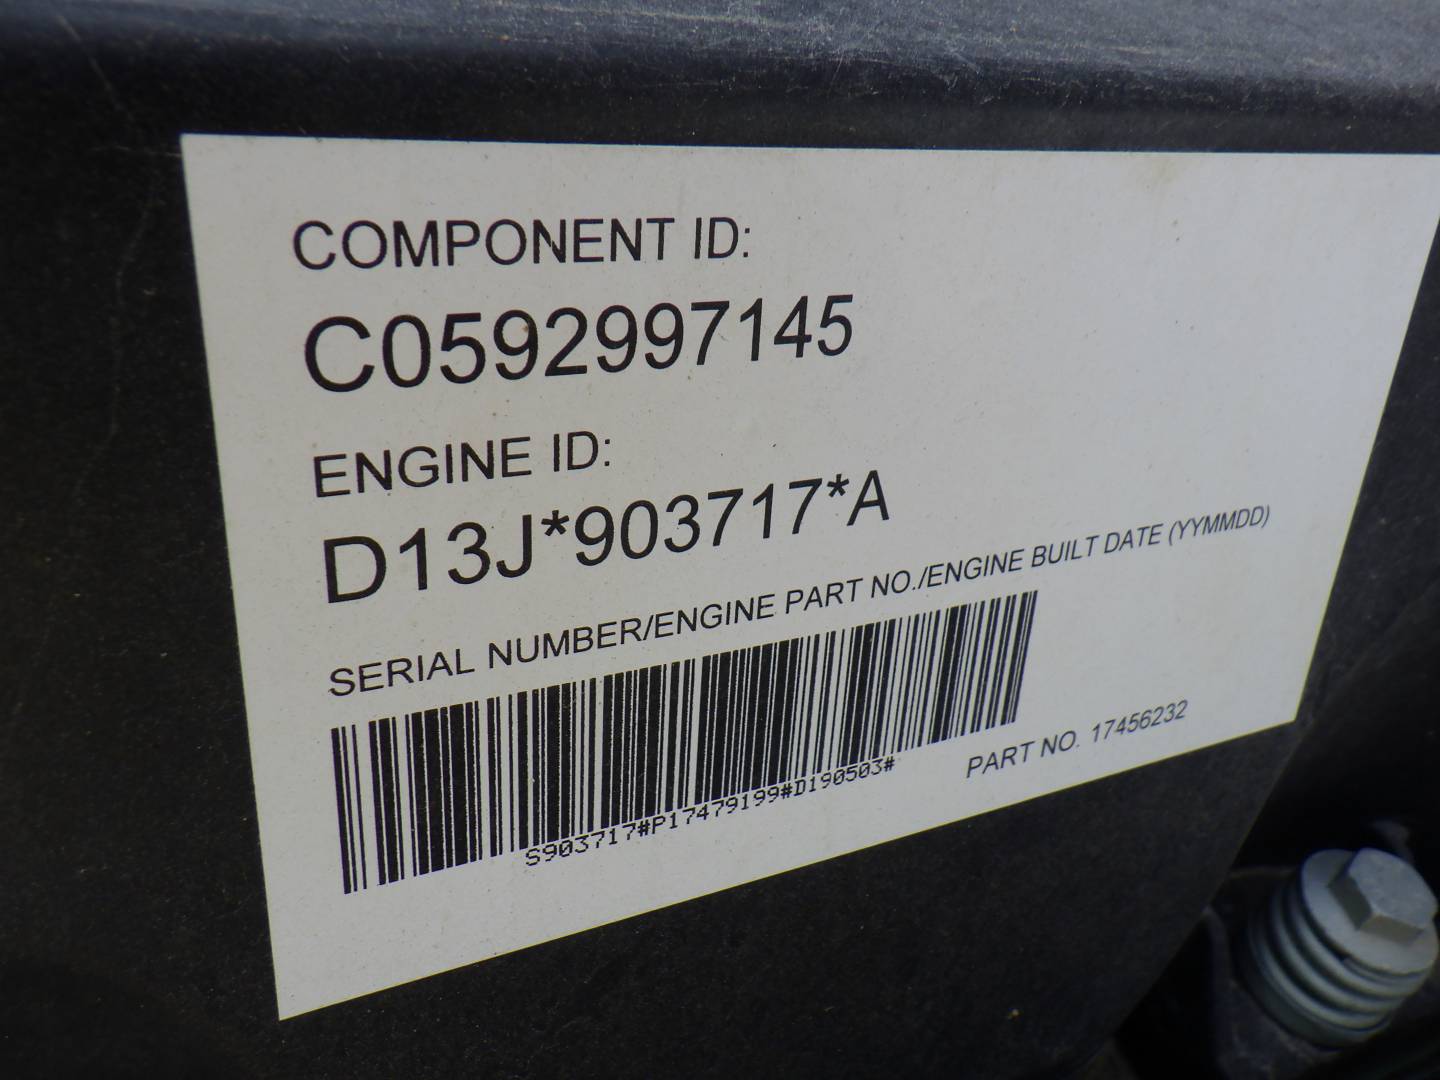 COMPONENT ID:
C0592997145
ENGINE ID:
D13J*903717*A
SERIAL NUMBER/ENGINE PART NO./ENGINE BUILT DATE (YYMMDD)
S903717#P17479199#D190503#
PART NO. 17456232